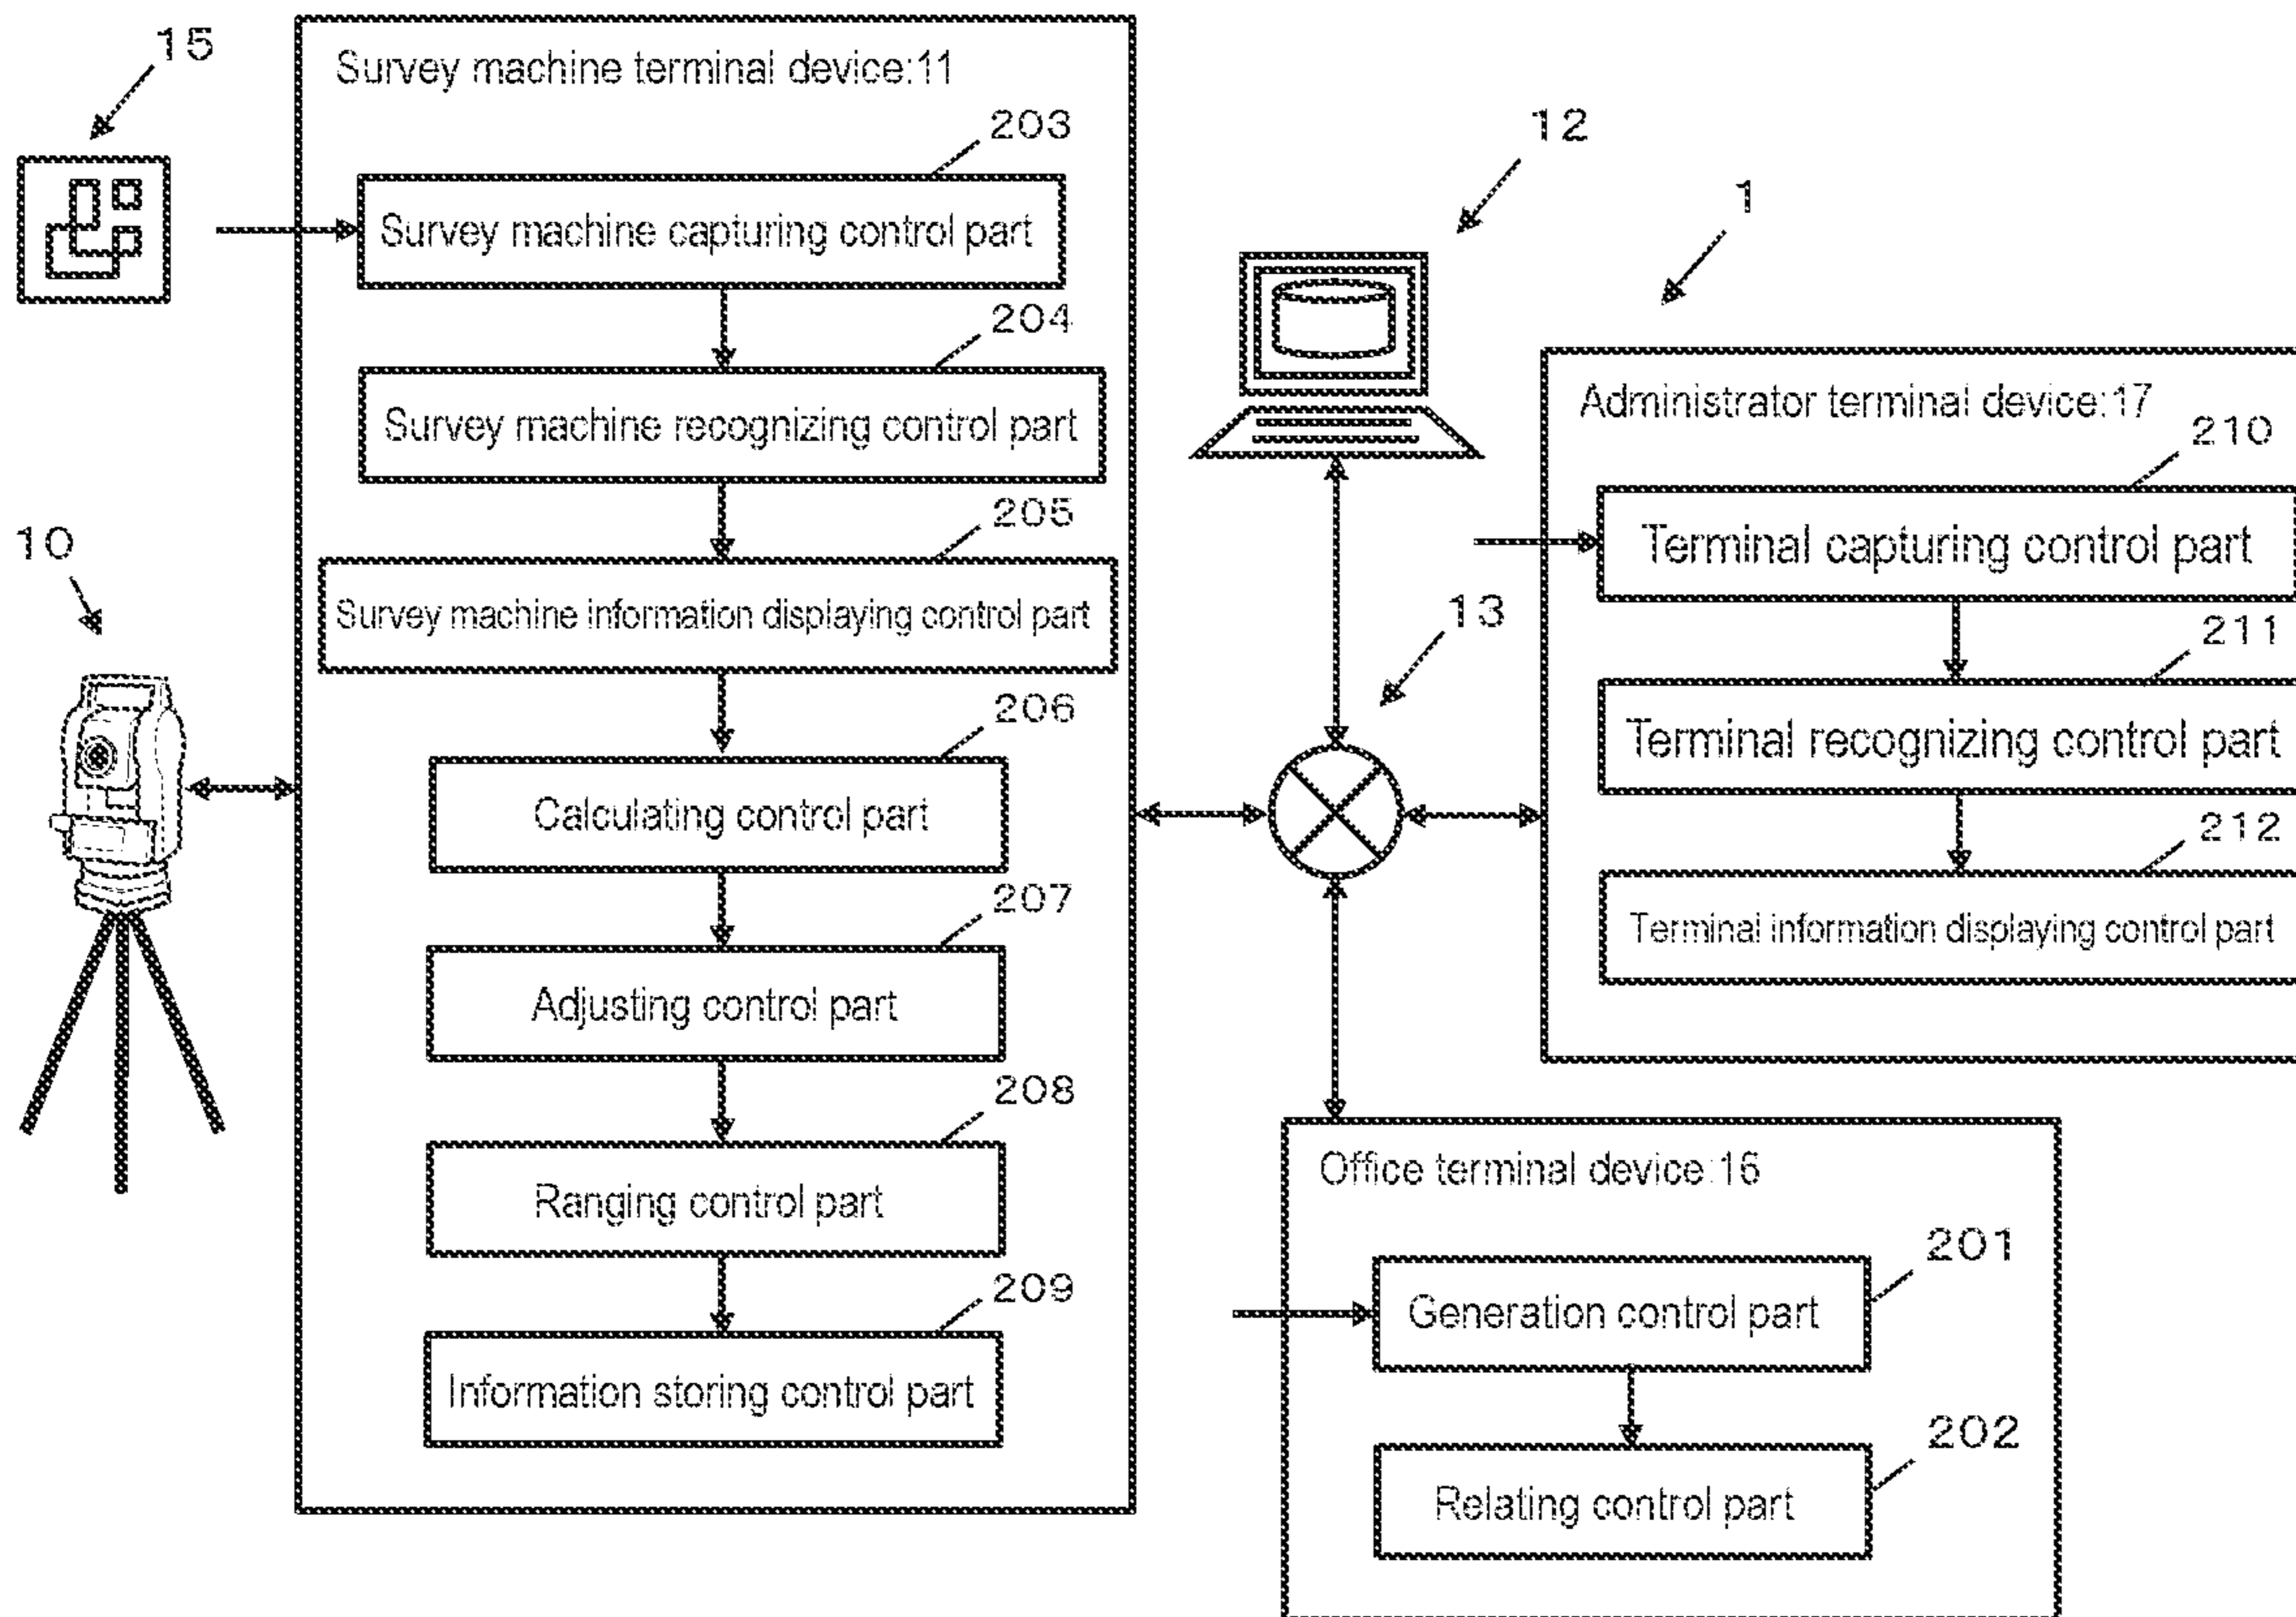 15
Survey machine terminal device:11
203
Survey machine capturing control part
204
Survey machine recognizing control part
205
Survey machine information displaying control part
10
206
Calculating control part
207
Adjusting control part
208
Ranging control part
209
Information storing control part
12
1
13
Administrator terminal device:17
210
Terminal capturing control part
211
Terminal recognizing control part
212
Terminal information displaying control part
Office terminal device:16
201
Generation control part
202
Relating control part